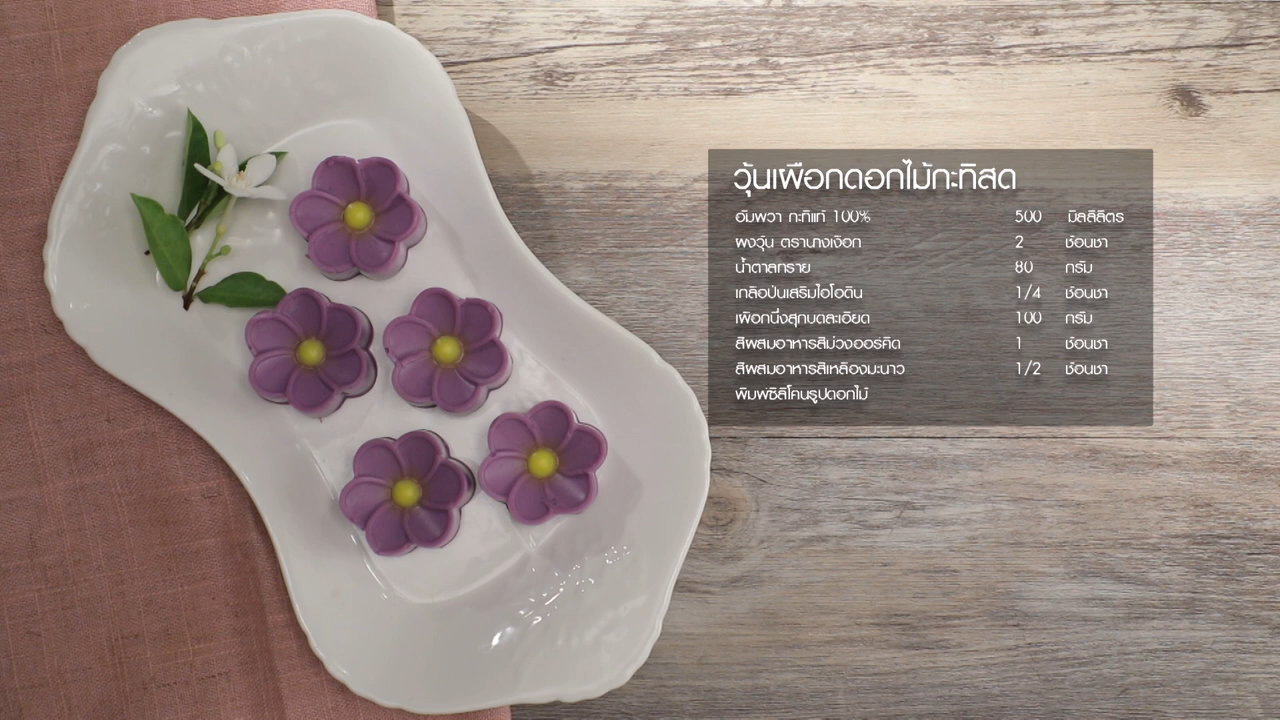 วุ้นเผือกดอกไม้กะทิสด
อัมพวา กะทิแท้ 100% 500 มิลลิลิตร
ผงวุ้น ตรานางเงือก 2 ช้อนชา
น้ำตาลทราย 80 กรัม
เกลือป่นเสริมไอโอดีน 1/4 ช้อนชา
เผือกนึ่งสุกบดละเอียด 100 กรัม
สีผสมอาหารสีม่วงออร์คิด 1 ช้อนชา
สีผสมอาหารสีเหลืองมะนาว 1/2 ช้อนชา
พิมพ์ซิลิโคนรูปดอกไม้